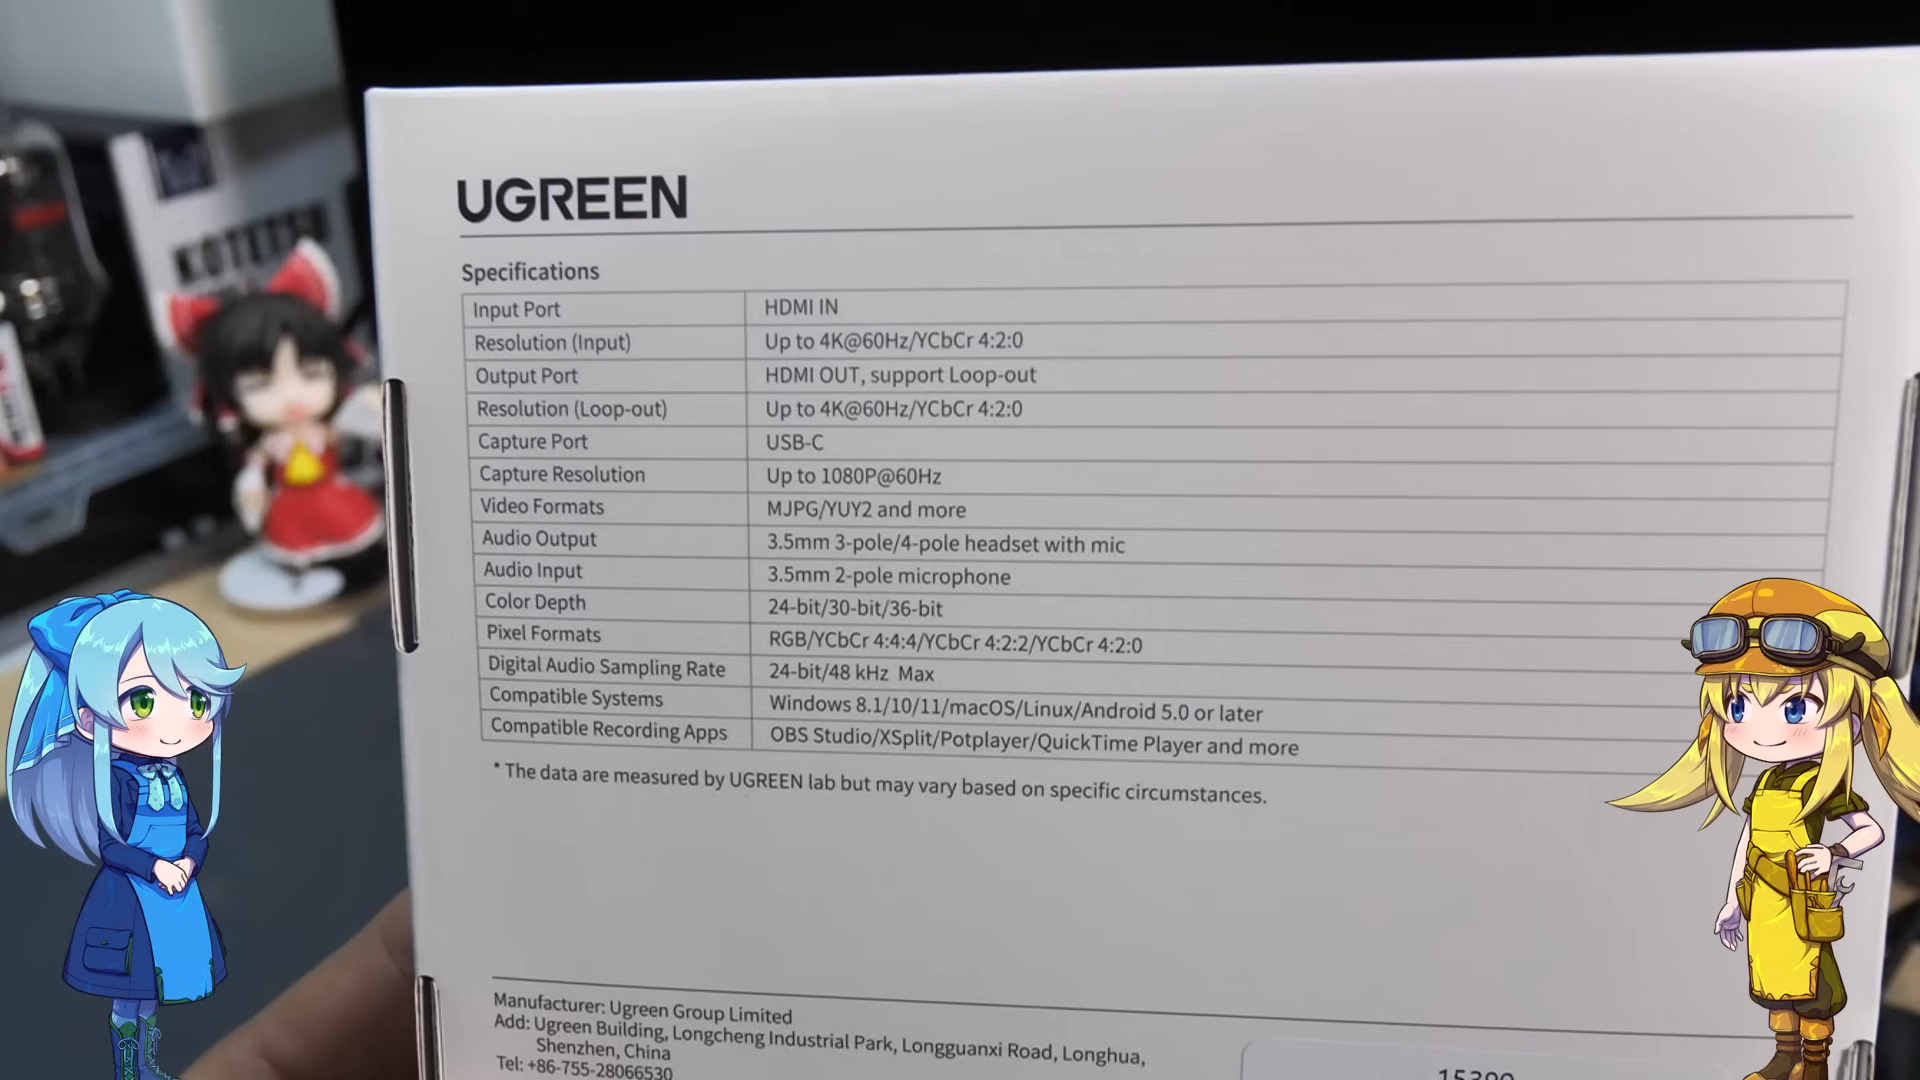 KOTETSU
UGREEN
Specifications
Input Port HDMI IN
Resolution (Input) Up to 4K@60Hz/YCbCr 4:2:0
Output Port HDMI OUT, support Loop-out
Resolution (Loop-out) Up to 4K@60Hz/YCbCr 4:2:0
Capture Port USB-C
Capture Resolution Up to 1080P@60Hz
Video Formats MJPG/YUY2 and more
Audio Output 3.5mm 3-pole/4-pole headset with mic
Audio Input 3.5mm 2-pole microphone
Color Depth 24-bit/30-bit/36-bit
Pixel Formats RGB/YCbCr 4:4:4/YCbCr 4:2:2/YCbCr 4:2:0
Digital Audio Sampling Rate 24-bit/48 kHz Max
Compatible Systems Windows 8.1/10/11/macOS/Linux/Android 5.0 or later
Compatible Recording Apps OBS Studio/XSplit/Potplayer/QuickTime Player and more
* The data are measured by UGREEN lab but may vary based on specific circumstances.
Manufacturer: Ugreen Group Limited
Add: Ugreen Building, Longcheng Industrial Park, Longguanxi Road, Longhua,
Shenzhen, China
Tel: +86-755-28066530